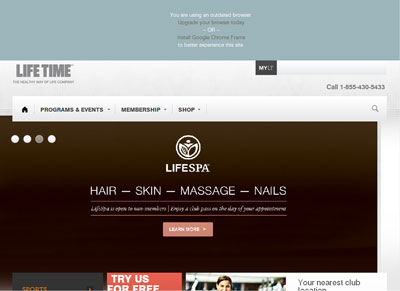 You are using an outdated browser
Upgrade your browser today
– OR –
install Google Chrome Frame
to better experience this site
MYLT
LIFE TIME
THE HEALTHY WAY OF LIFE COMPANY
Call 1-855-430-5433
PROGRAMS & EVENTS
MEMBERSHIP
SHOP
LIFESPA
HAIR — SKIN — MASSAGE — NAILS
LifeSpa is open to non-members | Enjoy a club pass on the day of your appointment
LEARN MORE >
SPORTS
TRY US
FOR FREE
Your nearest club
location